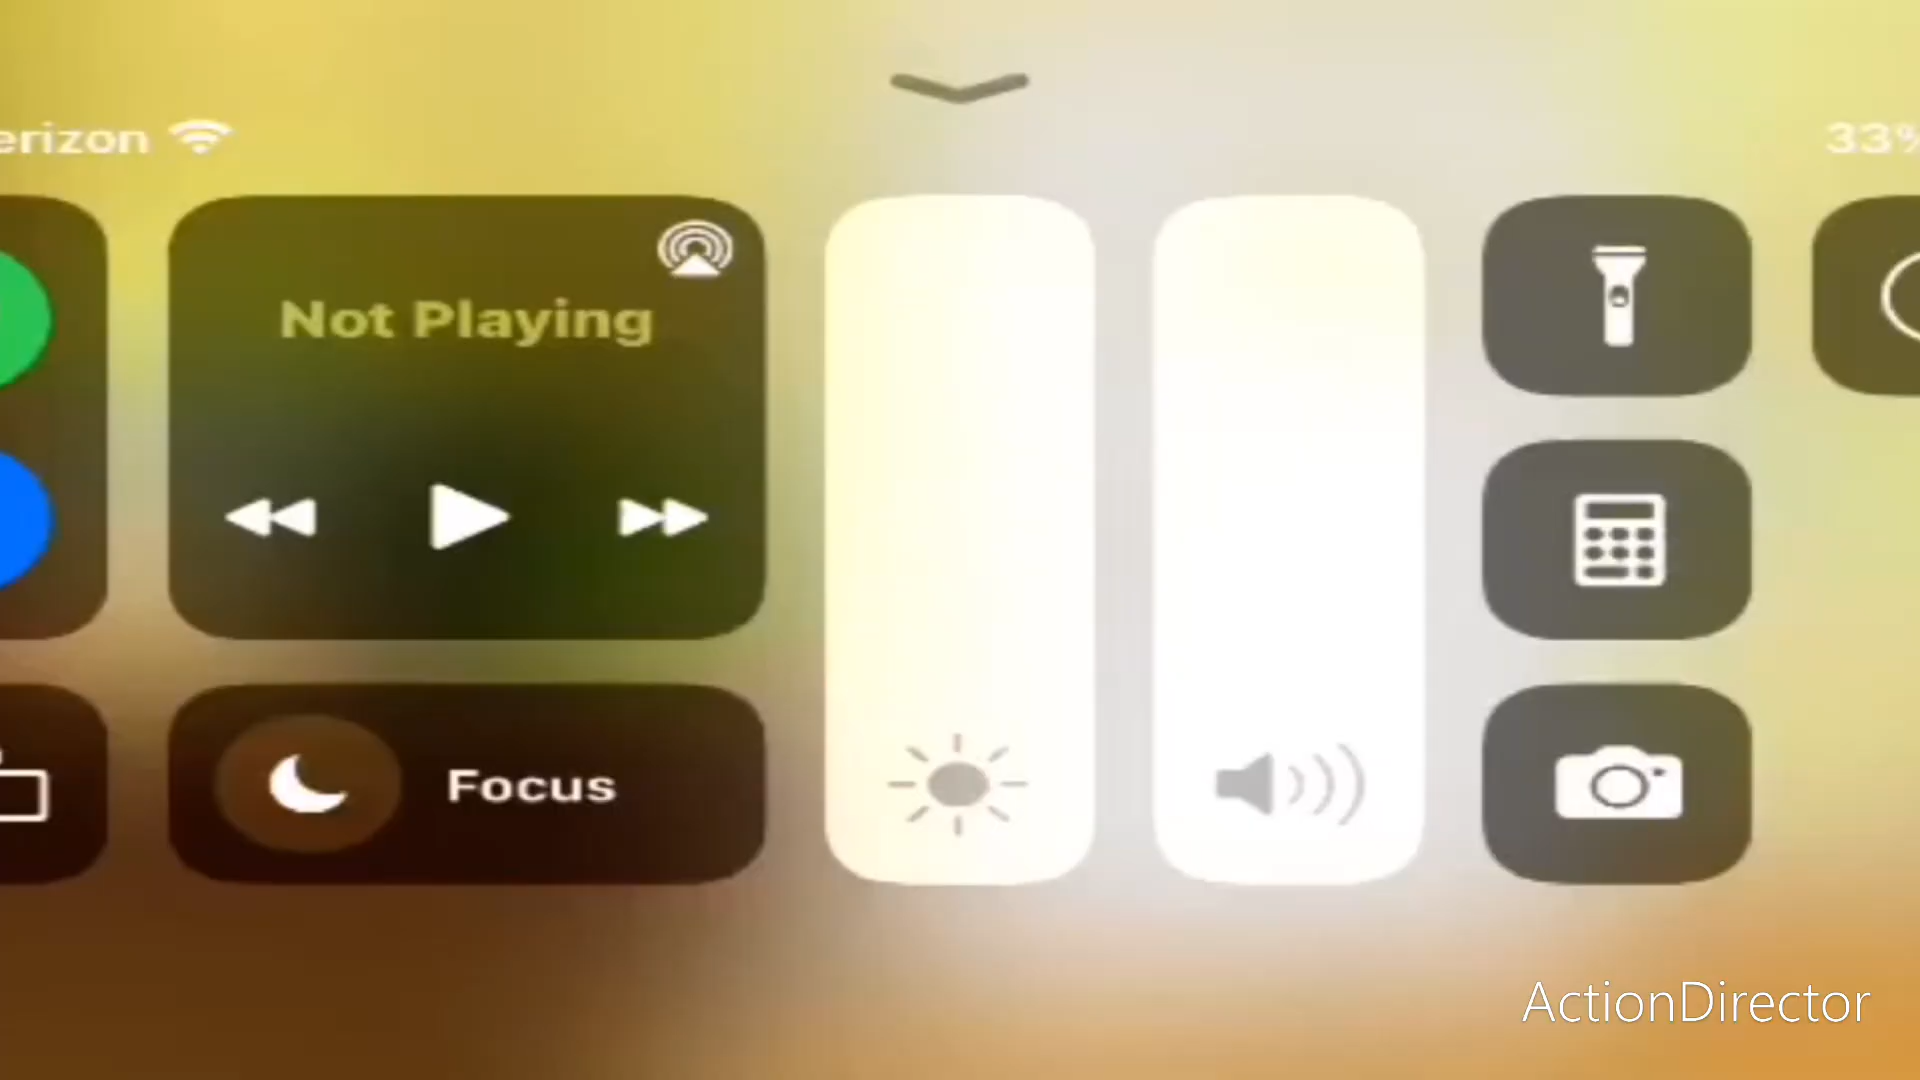 erizon
33%
Not Playing
Focus
ActionDirector